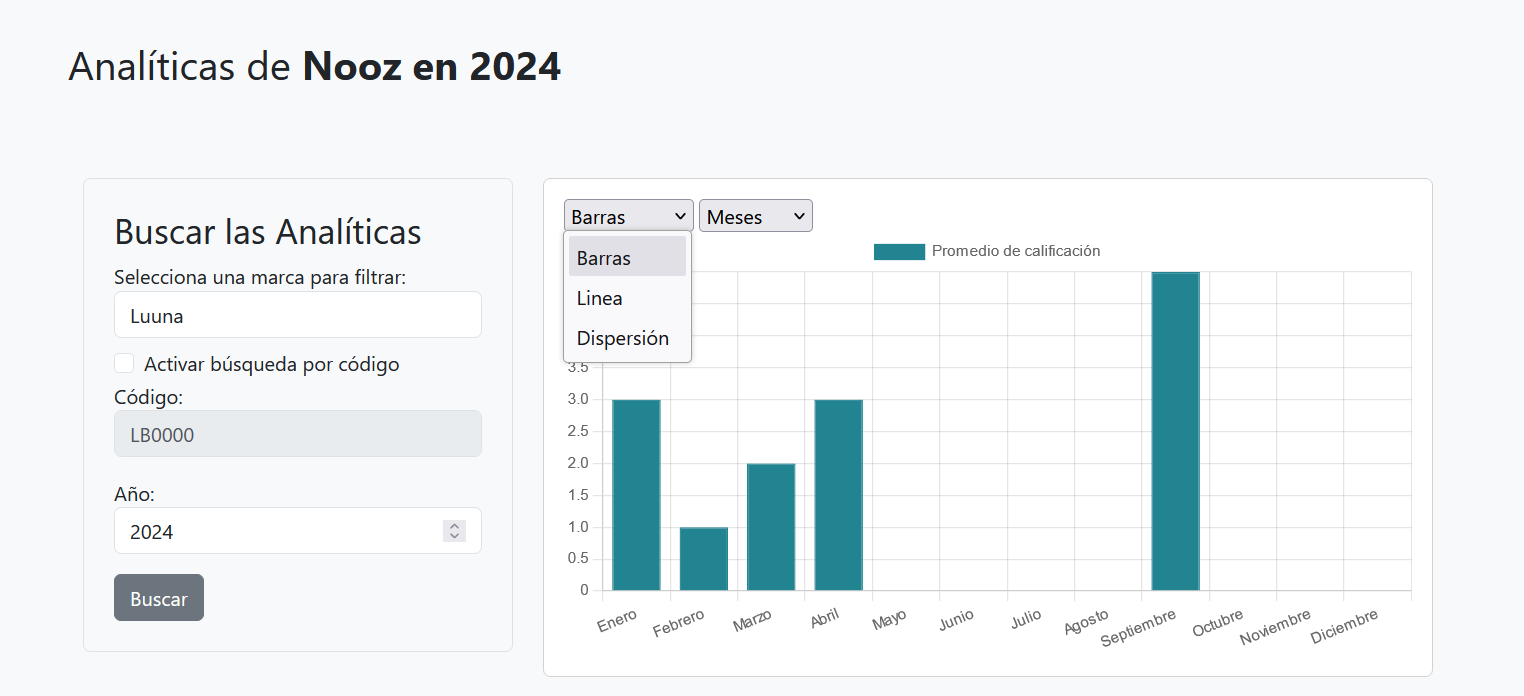 Analíticas de Nooz en 2024
Buscar las Analíticas
Selecciona una marca para filtrar:
Luuna
Activar búsqueda por código
Código:
LB0000
Año:
2024
Buscar
Barras
Meses
Barras
Linea
Dispersión
Promedio de calificación
3.5
3.0
2.5
2.0
1.5
1.0
0.5
0
Enero
Febrero
Marzo
Abril
Mayo
Junio
Julio
Agosto
Septiembre
Octubre
Noviembre
Diciembre